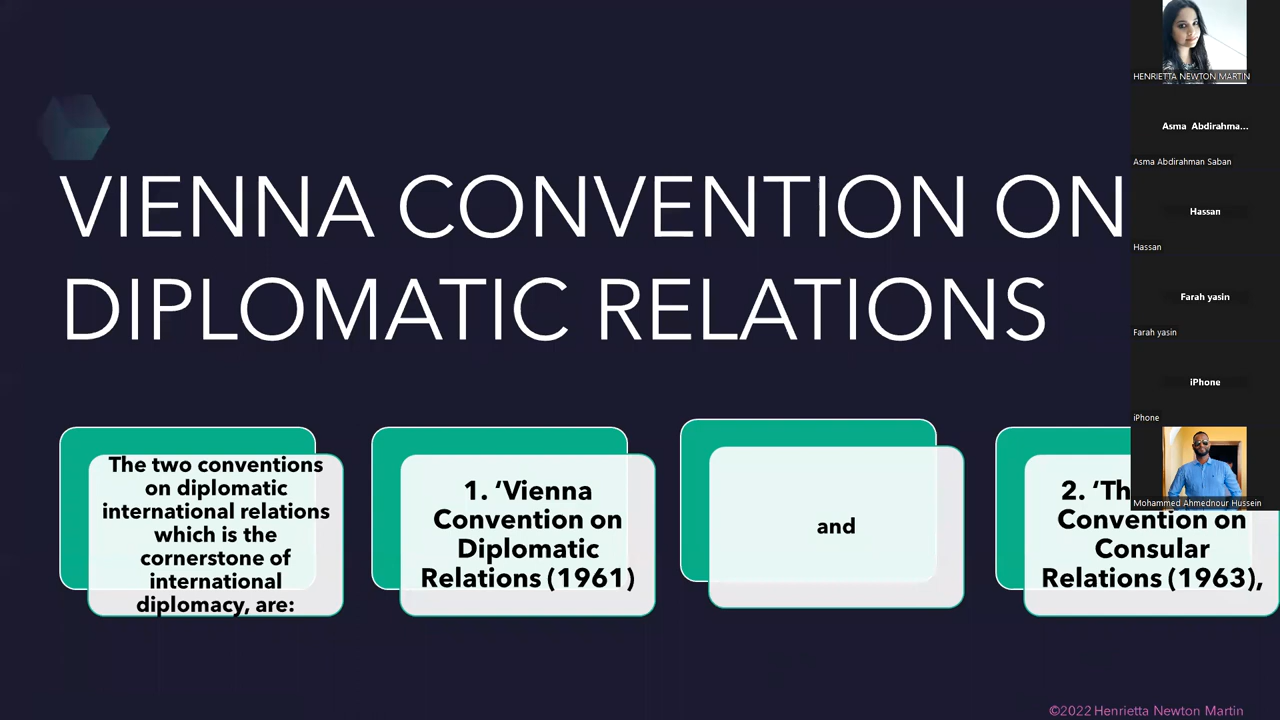 VIENNA CONVENTION ON
DIPLOMATIC RELATIONS
The two conventions
on diplomatic
international relations
which is the
cornerstone of
international
diplomacy, are:
1. ‘Vienna
Convention on
Diplomatic
Relations (1961)
and
2. ‘Th
Convention on
Consular
Relations (1963),
©2022 Henrietta Newton Martin
HENRIETTA NEWTON MARTIN
Asma Abdirahma...
Asma Abdirahman Saban
Hassan
Hassan
Farah yasin
Farah yasin
iPhone
iPhone
Mohammed Ahmednour Hussein